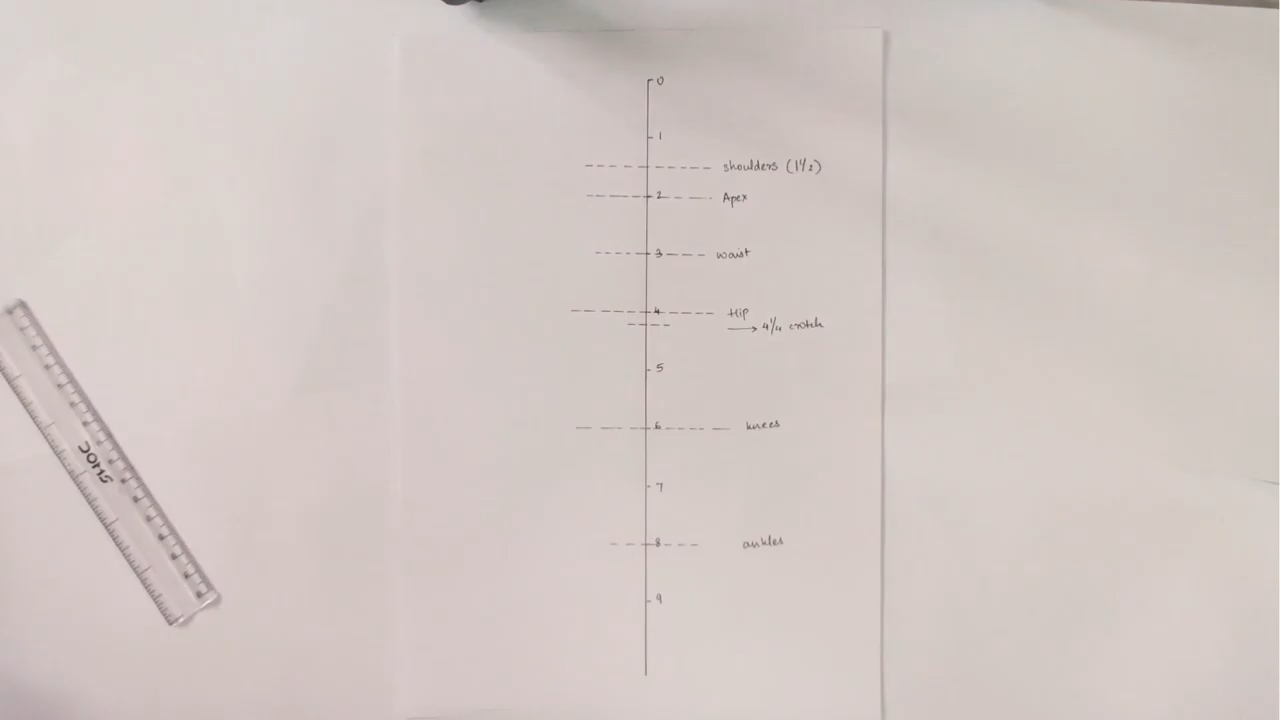 0
1
shoulders (1½)
2 Apex
3 waist
4 Hip
→ 4¼ crotch
5
6 knees
7
8 ankles
9
DOMS